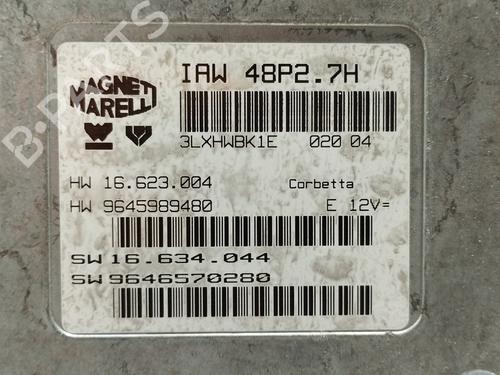 B-PARTS
MAGNETI
MARELLI
IAW 48P2.7H
3LXHWBK1E 020 04
HW 16.623.004 Corbetta
HW 9645989480 E 12V=
SW 16.634.044
SW 9646570280